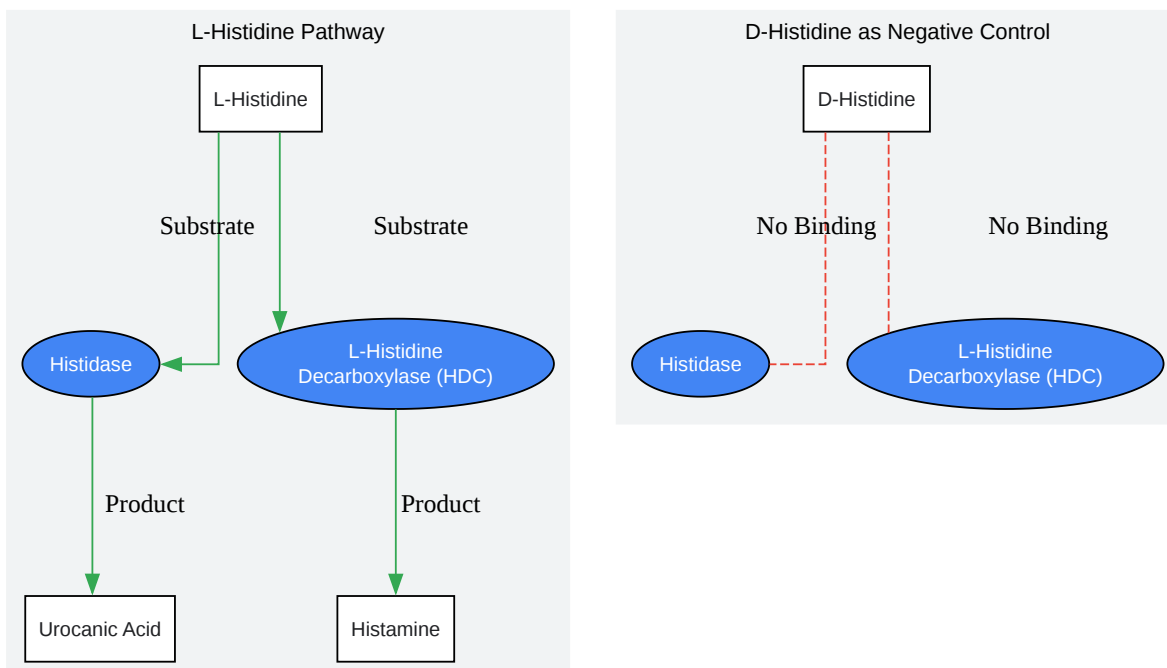 L-Histidine Pathway
L-Histidine
Substrate
Substrate
Histidase
L-Histidine
Decarboxylase (HDC)
Product
Product
Urocanic Acid
Histamine
D-Histidine as Negative Control
D-Histidine
No Binding
No Binding
Histidase
L-Histidine
Decarboxylase (HDC)